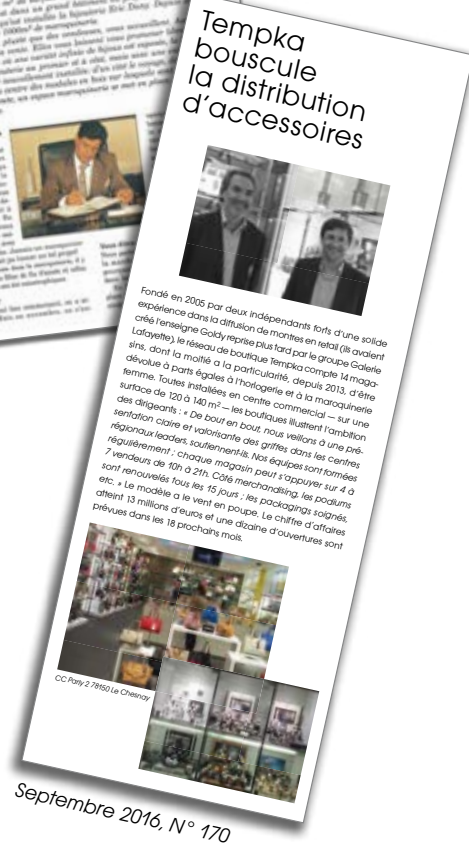 Tempka
bouscule
la distribution
d'accessoires
Fondé en 2005 par deux indépendants forts d'une solide
expérience dans la diffusion de montres en retail (ils avaient
créé l'enseigne Goldy reprise plus tard par le groupe Galerie
Lafayette), le réseau de boutique Tempka compte 14 maga-
sins, dont la moitié a la particularité, depuis 2013, d'être
dévolue à parts égales à l'horlogerie et à la maroquinerie
femme. Toutes installées en centre commercial — sur une
surface de 120 à 140 m² — les boutiques illustrent l'ambition
des dirigeants : « De bout en bout, nous veillons à une pré-
sentation claire et valorisante des griffes dans les centres
régionaux leaders, soutiennent-ils. Nos équipes sont formées
régulièrement ; chaque magasin peut s'appuyer sur 4 à
7 vendeurs de 10h à 21h. Côté merchandising, les podiums
sont renouvelés tous les 15 jours ; les packagings soignés,
etc. » Le modèle a le vent en poupe. Le chiffre d'affaires
atteint 13 millions d'euros et une dizaine d'ouvertures sont
prévues dans les 18 prochains mois.
CC Parly 2 78150 Le Chesnay
Septembre 2016, N° 170